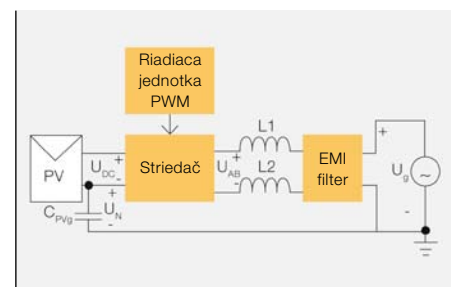 Riadiaca
jednotka
PWM
L1
+
PV
U_DC
+
-
Striedač
U_AB
+
-
L2
EMI
filter
U_g
~
C_PVg
+
U_N
-
-